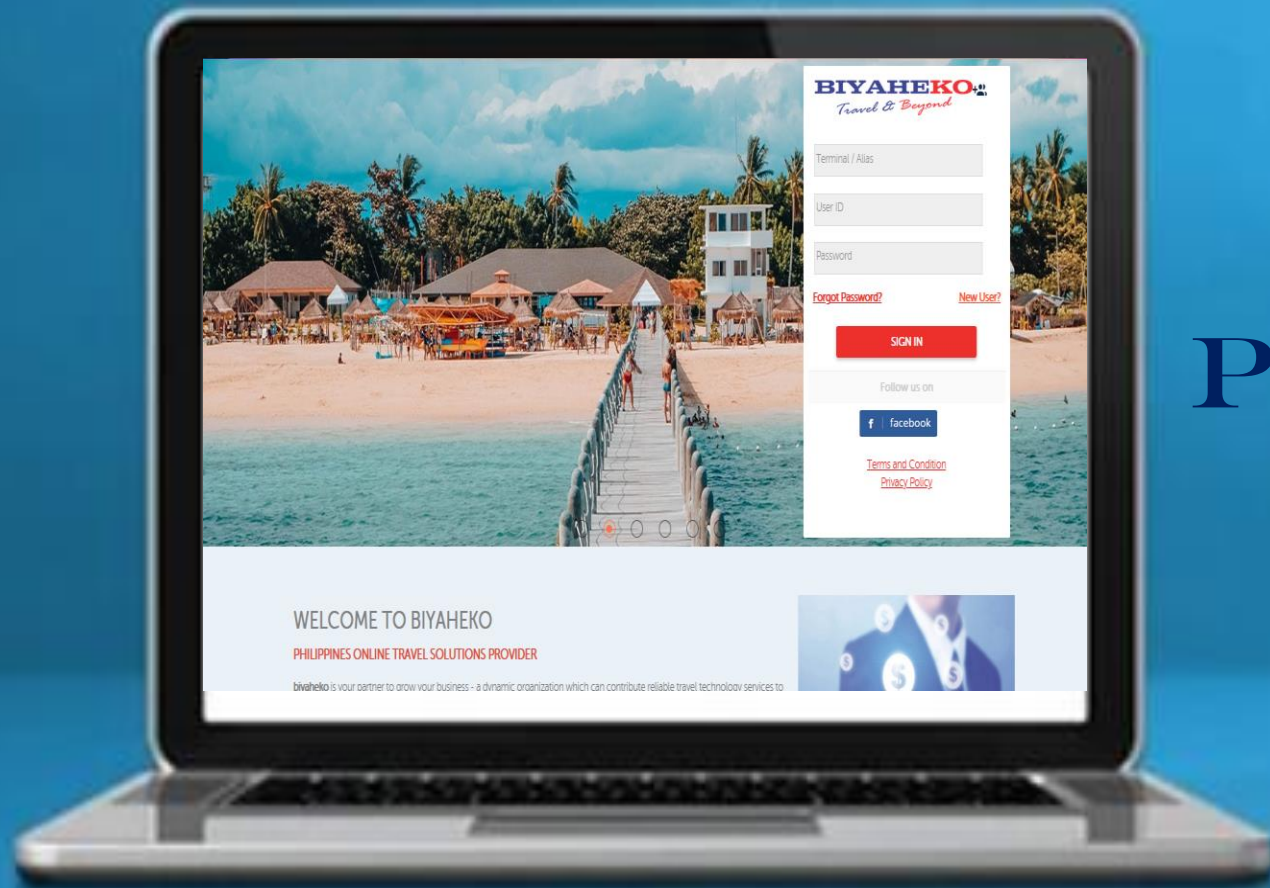 BIYAHEKO
Travel & Beyond
Terminal / Alias
User iD
Password
Forgot Password? New User?
SIGN IN
Follow us on
f facebook
Terms and Condition
Privacy Policy
P
WELCOME TO BIYAHEKO
PHILIPPINES ONLINE TRAVEL SOLUTIONS PROVIDER
biyaheko is your partner to grow your business - a dynamic organization which can contribute reliable travel technology services to
$
$
$
$
$